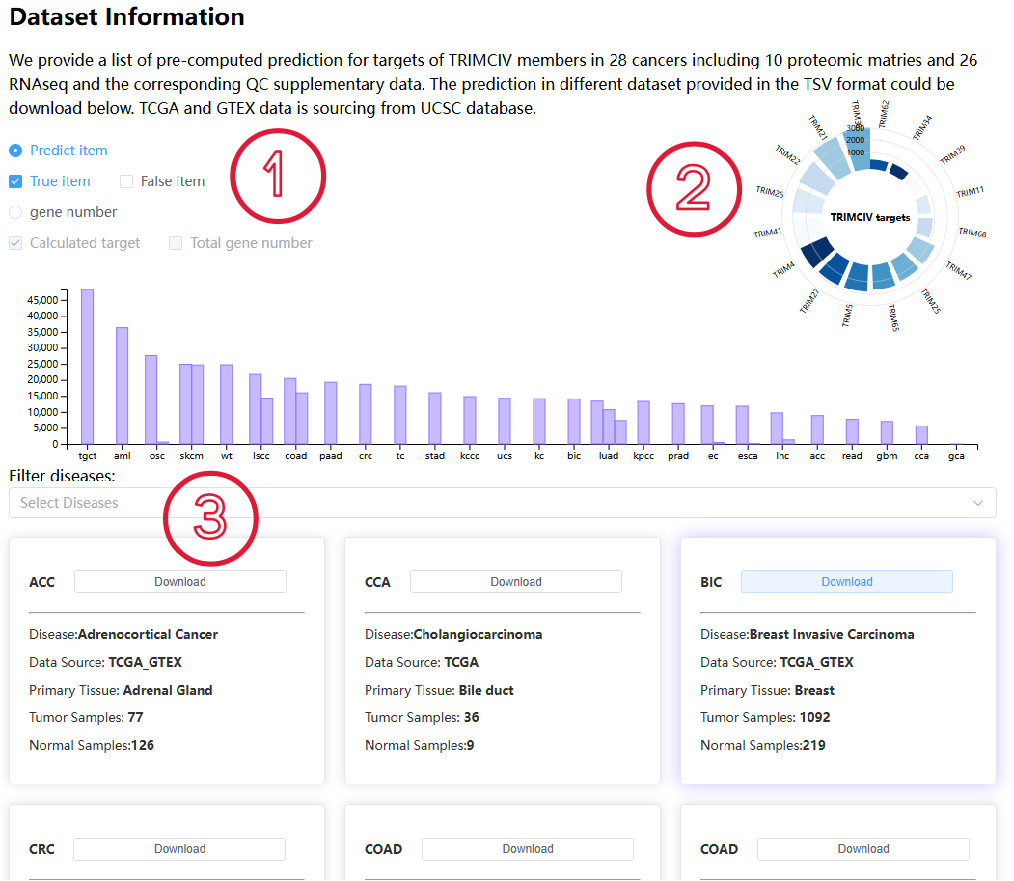 Dataset Information
We provide a list of pre-computed prediction for targets of TRIMCIV members in 28 cancers including 10 proteomic matries and 26
RNAseq and the corresponding QC supplementary data. The prediction in different dataset provided in the TSV format could be
download below. TCGA and GTEX data is sourcing from UCSC database.
Predict item
True item False item
gene number
Calculated target Total gene number
1
2
TRIM62
TRIM34
TRIM39
TRIM11
TRIM68
TRIM47
TRIM25
TRIM65
TRIM5
TRIM27
TRIM4
TRIM41
TRIM22
TRIM21
3000
2000
1000
TRIMCIV targets
45,000
40,000
35,000
30,000
25,000
20,000
15,000
10,000
5,000
0
tgct aml osc skcm wt lscc coad paad crc tc stad kccc ucs kc bic luad kpcc prad ec esca lhc acc read gbm cca gca
Filter diseases:
Select Diseases
3
ACC Download
Disease:Adrenocortical Cancer
Data Source: TCGA_GTEX
Primary Tissue: Adrenal Gland
Tumor Samples: 77
Normal Samples:126
CCA Download
Disease:Cholangiocarcinoma
Data Source: TCGA
Primary Tissue: Bile duct
Tumor Samples: 36
Normal Samples:9
BIC Download
Disease:Breast Invasive Carcinoma
Data Source: TCGA_GTEX
Primary Tissue: Breast
Tumor Samples: 1092
Normal Samples:219
CRC Download
COAD Download
COAD Download